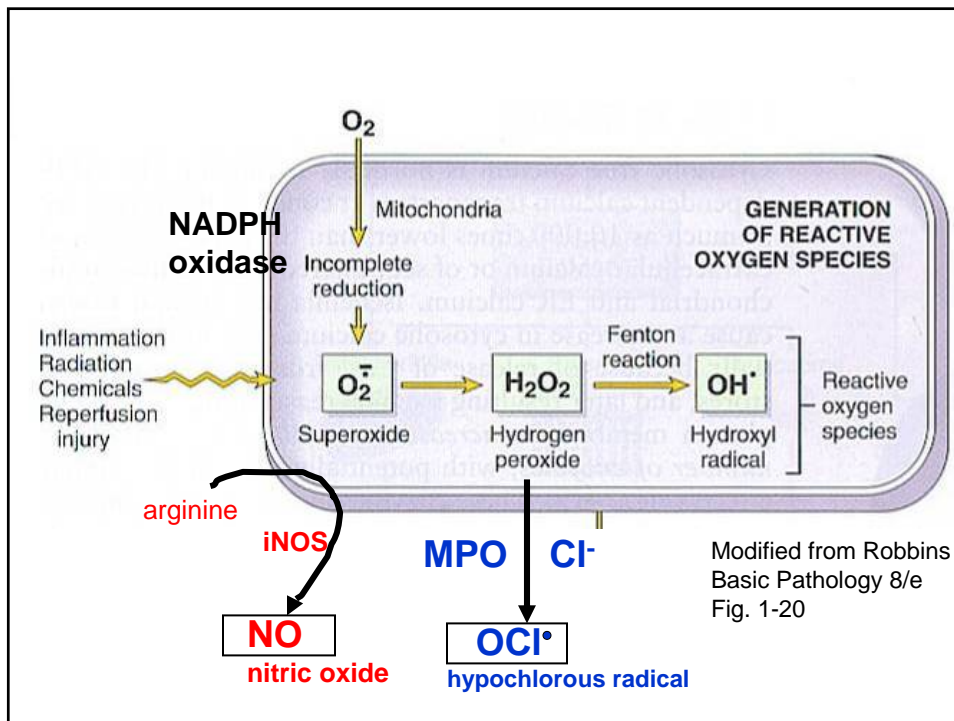 O₂
NADPH
oxidase
Mitochondria
Incomplete
reduction
GENERATION
OF REACTIVE
OXYGEN SPECIES
Inflammation
Radiation
Chemicals
Reperfusion
injury
O₂⁻•
Superoxide
H₂O₂
Hydrogen
peroxide
Fenton
reaction
OH•
Hydroxyl
radical
Reactive
oxygen
species
arginine
iNOS
NO
nitric oxide
MPO Cl-
OCl•
hypochlorous radical
Modified from Robbins
Basic Pathology 8/e
Fig. 1-20